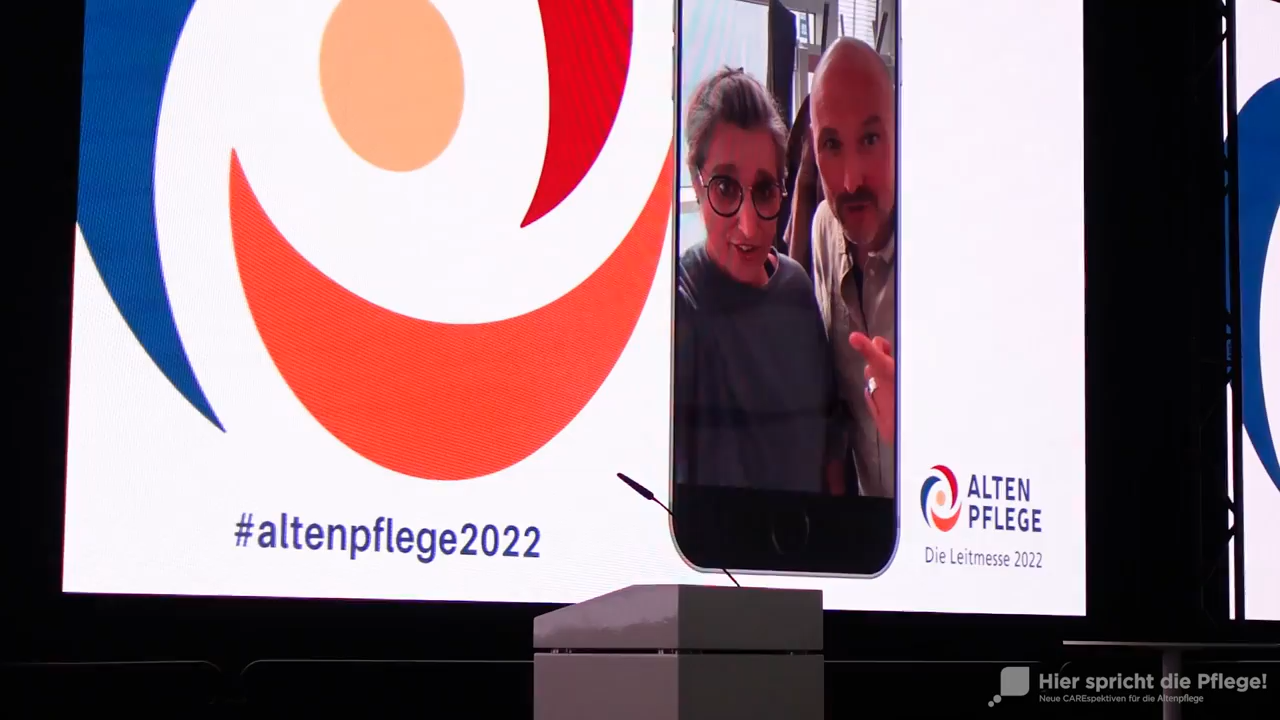 #altenpflege2022
ALTEN
PFLEGE
Die Leitmesse 2022
Hier spricht die Pflege!
Neue CAREspektiven für die Altenpflege